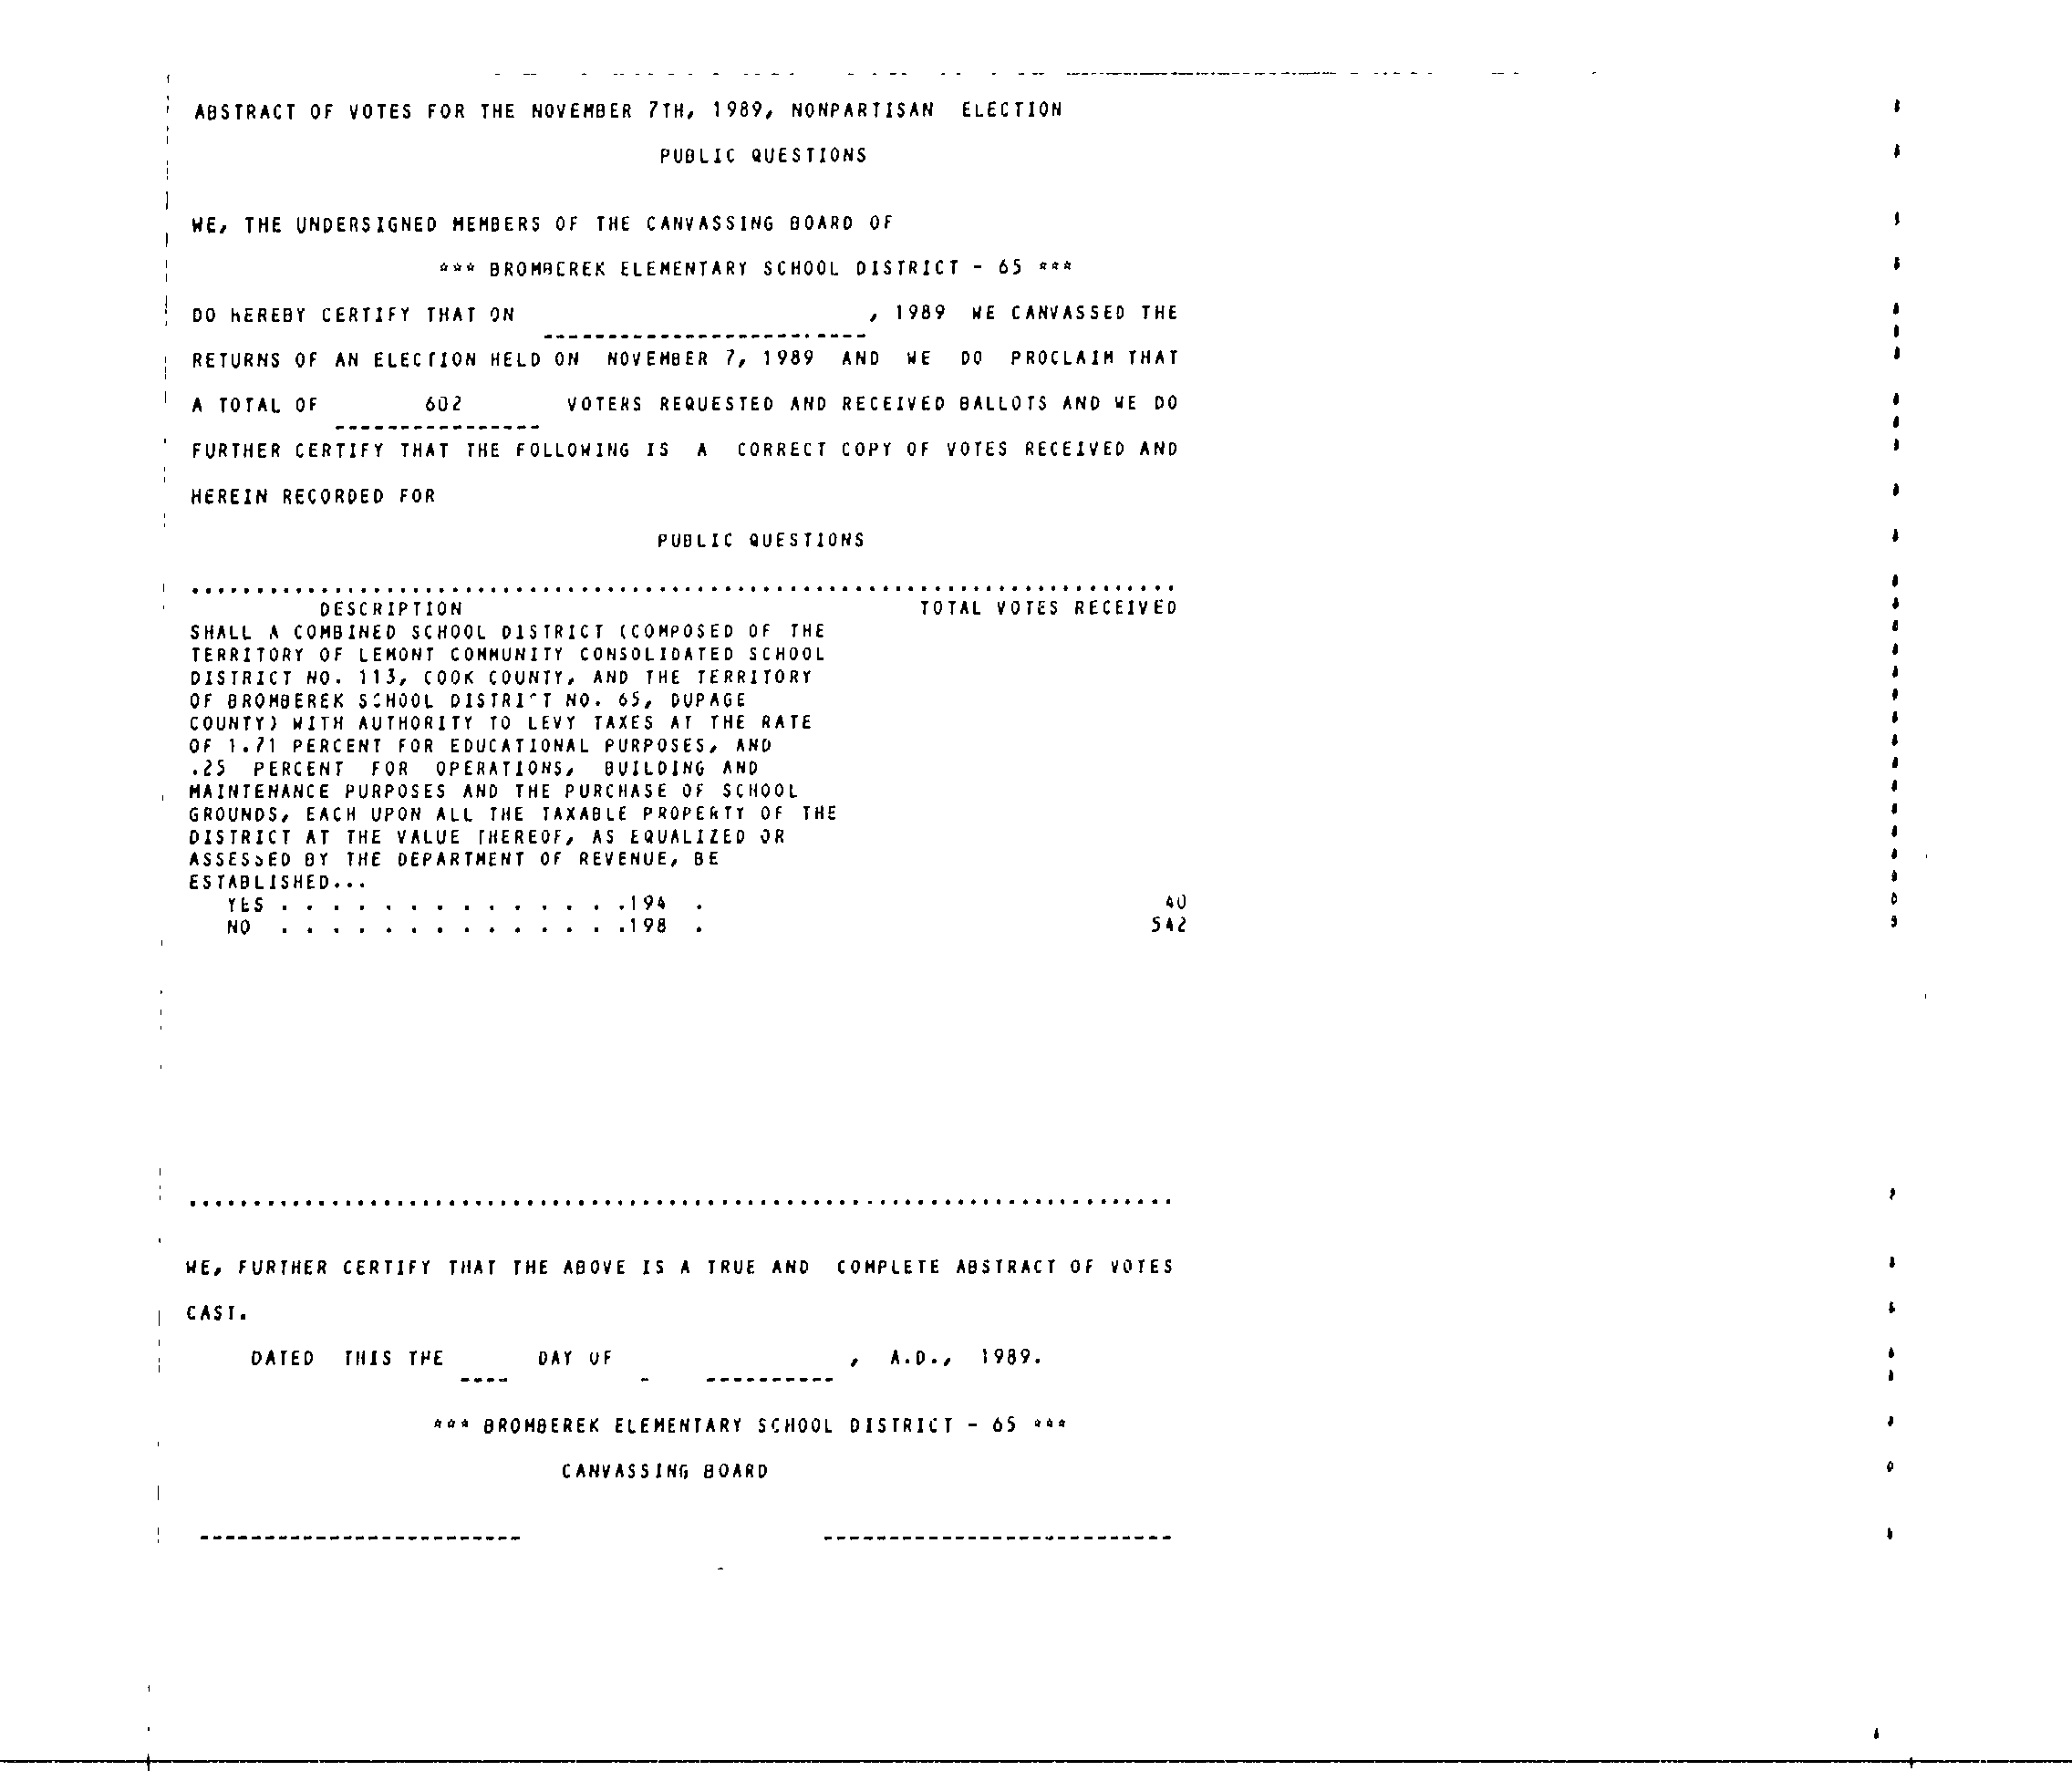 ABSTRACT OF VOTES FOR THE NOVEMBER 7TH, 1989, NONPARTISAN ELECTION
PUBLIC QUESTIONS
WE, THE UNDERSIGNED MEMBERS OF THE CANVASSING BOARD OF
*** BROMBEREK ELEMENTARY SCHOOL DISTRICT - 65 ***
DO HEREBY CERTIFY THAT ON , 1989 WE CANVASSED THE
RETURNS OF AN ELECTION HELD ON NOVEMBER 7, 1989 AND WE DO PROCLAIM THAT
A TOTAL OF 602 VOTERS REQUESTED AND RECEIVED BALLOTS AND WE DO
FURTHER CERTIFY THAT THE FOLLOWING IS A CORRECT COPY OF VOTES RECEIVED AND
HEREIN RECORDED FOR
PUBLIC QUESTIONS
DESCRIPTION TOTAL VOTES RECEIVED
SHALL A COMBINED SCHOOL DISTRICT (COMPOSED OF THE
TERRITORY OF LEMONT COMMUNITY CONSOLIDATED SCHOOL
DISTRICT NO. 113, COOK COUNTY, AND THE TERRITORY
OF BROMBEREK SCHOOL DISTRICT NO. 65, DUPAGE
COUNTY) WITH AUTHORITY TO LEVY TAXES AT THE RATE
OF 1.71 PERCENT FOR EDUCATIONAL PURPOSES, AND
.25 PERCENT FOR OPERATIONS, BUILDING AND
MAINTENANCE PURPOSES AND THE PURCHASE OF SCHOOL
GROUNDS, EACH UPON ALL THE TAXABLE PROPERTY OF THE
DISTRICT AT THE VALUE THEREOF, AS EQUALIZED OR
ASSESSED BY THE DEPARTMENT OF REVENUE, BE
ESTABLISHED...
YES . . . . . . . . . . . . . .194 . 40
NO . . . . . . . . . . . . . .198 . 542
WE, FURTHER CERTIFY THAT THE ABOVE IS A TRUE AND COMPLETE ABSTRACT OF VOTES
CAST.
DATED THIS THE DAY OF , A.D., 1989.
*** BROMBEREK ELEMENTARY SCHOOL DISTRICT - 65 ***
CANVASSING BOARD